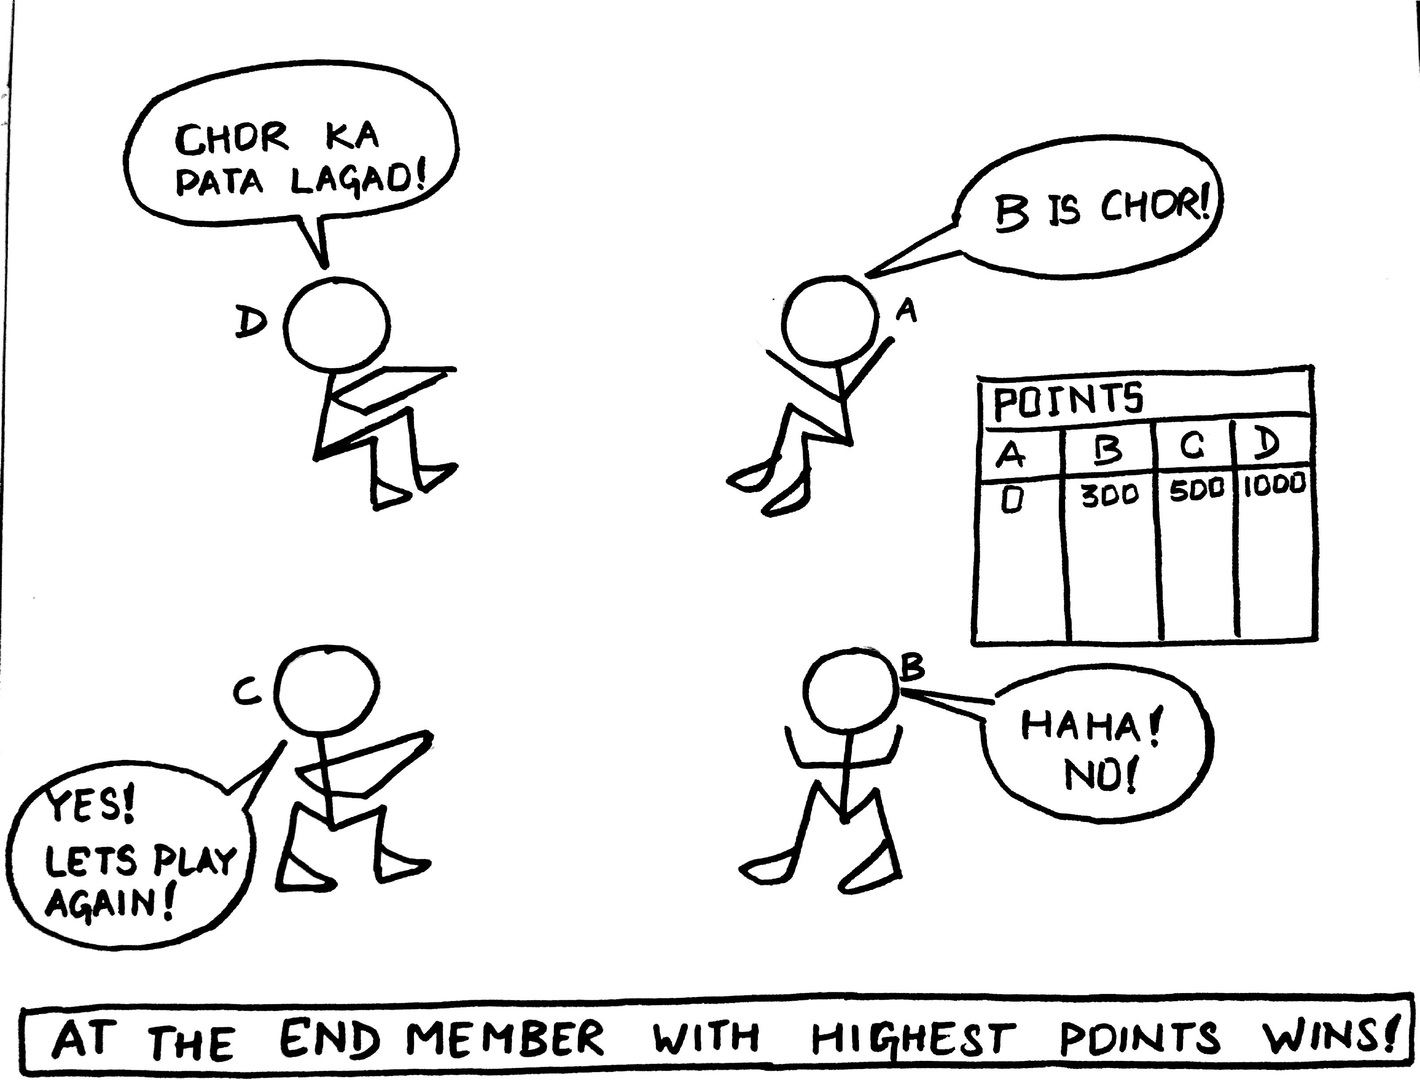 CHOR KA
PATA LAGAO!
B IS CHOR!
D
A
POINTS
A B C D
0 300 500 1000
C
B
HAHA!
NO!
YES!
LETS PLAY
AGAIN!
AT THE END MEMBER WITH HIGHEST POINTS WINS!